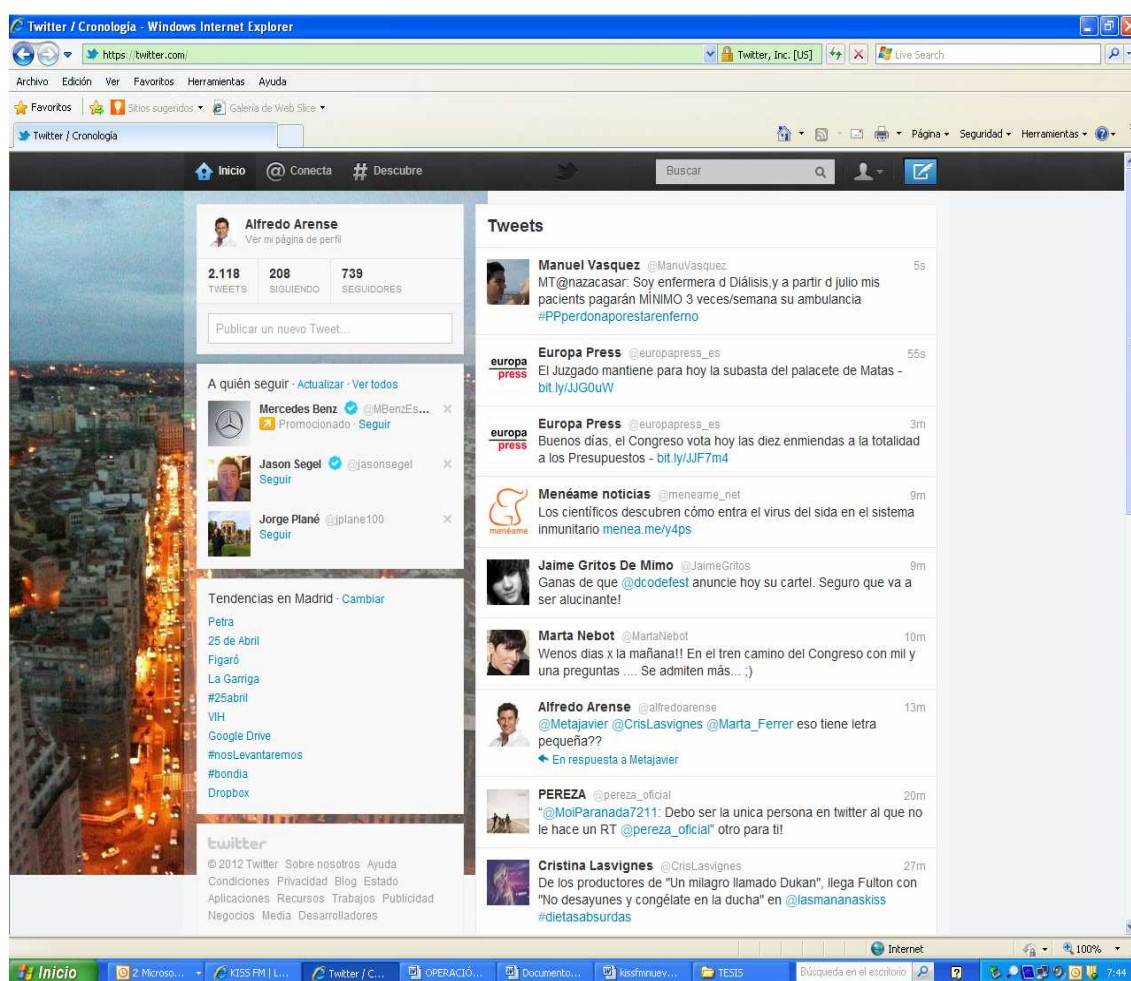 Twitter / Cronología - Windows Internet Explorer
https://twitter.com/
Twitter, Inc. [US]
Live Search
Archivo Edición Ver Favoritos Herramientas Ayuda
Favoritos Sitios sugeridos Galería de Web Slice
Twitter / Cronología
Página Seguridad Herramientas
Inicio @ Conecta # Descubre
Buscar
Alfredo Arense
Ver mi página de perfil
2.118 208 739
TWEETS SIGUIENDO SEGUIDORES
Publicar un nuevo Tweet...
A quién seguir · Actualizar · Ver todos
Mercedes Benz @MBenzEs... ×
Promocionado · Seguir
Jason Segel @jasonsegel ×
Seguir
Jorge Plané @jplane100 ×
Seguir
Tendencias en Madrid · Cambiar
Petra
25 de Abril
Figaró
La Garriga
#25abril
VIH
Google Drive
#nosLevantaremos
#bondia
Dropbox
twitter
© 2012 Twitter Sobre nosotros Ayuda
Condiciones Privacidad Blog Estado
Aplicaciones Recursos Trabajos Publicidad
Negocios Media Desarrolladores
Tweets
Manuel Vasquez @ManuVasquez 5s
MT@nazacasar: Soy enfermera d Diálisis,y a partir d julio mis
pacients pagarán MÍNIMO 3 veces/semana su ambulancia
#PPperdonaporestarenferno
europa
press
Europa Press @europapress_es 55s
El Juzgado mantiene para hoy la subasta del palacete de Matas -
bit.ly/JJG0uW
europa
press
Europa Press @europapress_es 3m
Buenos días, el Congreso vota hoy las diez enmiendas a la totalidad
a los Presupuestos - bit.ly/JJF7m4
menéame
Menéame noticias @meneame_net 9m
Los científicos descubren cómo entra el virus del sida en el sistema
inmunitario menea.me/y4ps
Jaime Gritos De Mimo @JaimeGritos 9m
Ganas de que @dcodefest anuncie hoy su cartel. Seguro que va a
ser alucinante!
Marta Nebot @MartaNebot 10m
Wenos dias x la mañana!! En el tren camino del Congreso con mil y
una preguntas .... Se admiten más... ;)
Alfredo Arense @alfredoarense 13m
@Metajavier @CrisLasvignes @Marta_Ferrer eso tiene letra
pequeña??
En respuesta a Metajavier
PEREZA @pereza_oficial 20m
"@MoiParanada7211: Debo ser la unica persona en twitter al que no
le hace un RT @pereza_oficial" otro para ti!
Cristina Lasvignes @CrisLasvignes 27m
De los productores de "Un milagro llamado Dukan", llega Fulton con
"No desayunes y congélate en la ducha" en @lasmananaskiss
#dietasabsurdas
Internet 100%
Inicio 2 Microso... KISS FM | L... Twitter / C... OPERACIÓ... Documento... kissfmnuev... TESIS Búsqueda en el escritorio 7:44